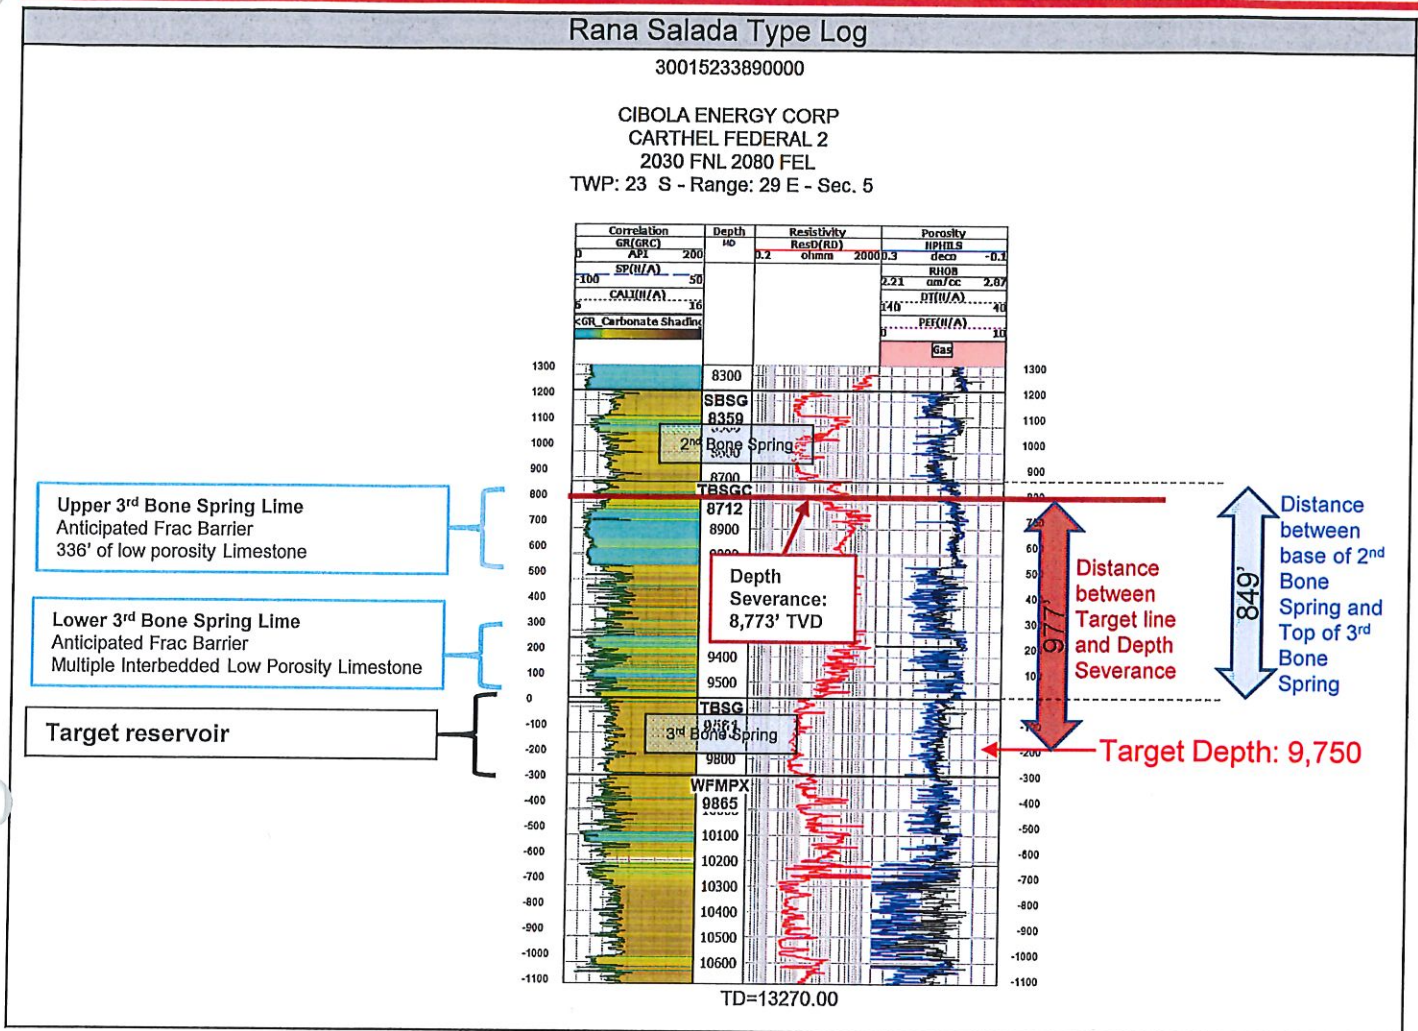 Rana Salada Type Log
30015233890000
CIBOLA ENERGY CORP
CARTHEL FEDERAL 2
2030 FNL 2080 FEL
TWP: 23 S - Range: 29 E - Sec. 5
Correlation Depth Resistivity Porosity
GR(GRC) MD ResD(RD) NPHILS
0 API 200 0.2 ohmm 2000 0.3 deco -0.1
SP(N/A) RHOB
-100 50 2.21 gm/cc 2.87
CALI(N/A) DT(N/A)
6 16 140 40
<GR_Carbonate Shading PEF(N/A)
0 10
Gas
1300 8300 1300
1200 SBSG 1200
1100 8359 1100
1000 2nd Bone Spring 1000
900 8700 900
800 TBSGC
8712
700 8900
600
500
400
300
200 9400
100 9500
0 TBSG
-100 9561
3rd Bone Spring
-200 9800 -200
-300 WFMPX -300
-400 9865 -400
-500 10100 -500
-600 10200 -600
-700 10300 -700
-800 10400 -800
-900 10500 -900
-1000 10600 -1000
-1100 -1100
TD=13270.00
Upper 3rd Bone Spring Lime
Anticipated Frac Barrier
336' of low porosity Limestone
Lower 3rd Bone Spring Lime
Anticipated Frac Barrier
Multiple Interbedded Low Porosity Limestone
Target reservoir
Depth
Severance:
8,773' TVD
977'
Distance
between
Target line
and Depth
Severance
849'
Distance
between
base of 2nd
Bone
Spring and
Top of 3rd
Bone
Spring
Target Depth: 9,750